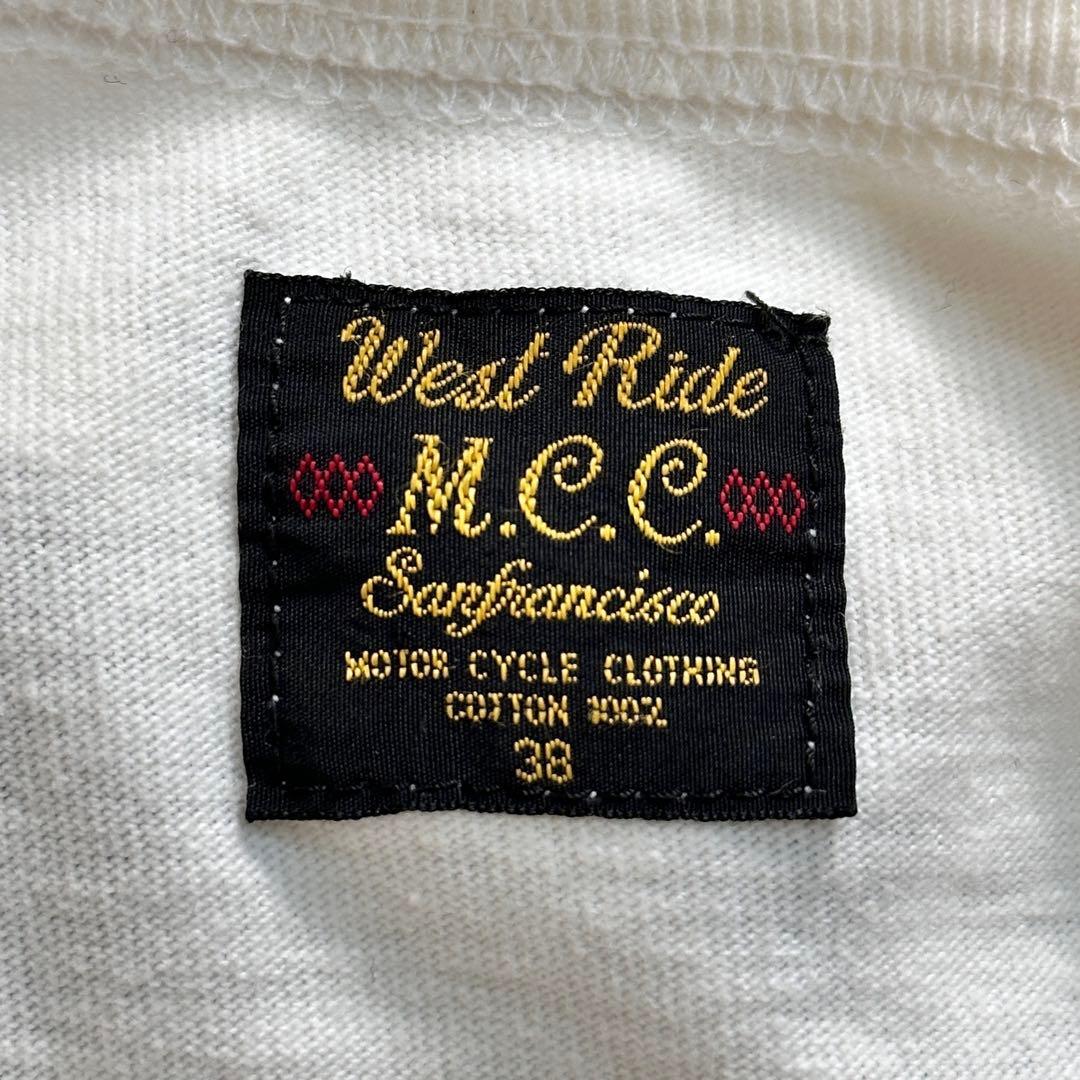 West Ride
M.C.C.
Sanfrancisco
MOTOR CYCLE CLOTHING
COTTON 100%
38